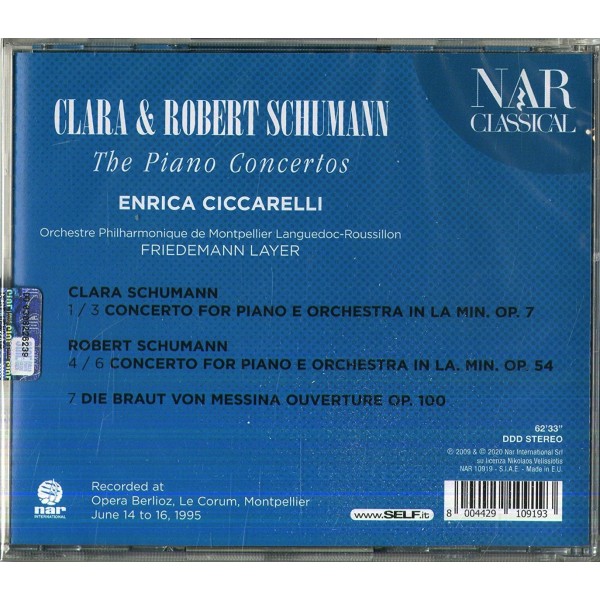 CLARA & ROBERT SCHUMANN
The Piano Concertos
NAR
CLASSICAL
ENRICA CICCARELLI
Orchestre Philharmonique de Montpellier Languedoc-Roussillon
FRIEDEMANN LAYER
CLARA SCHUMANN
1 / 3 CONCERTO FOR PIANO E ORCHESTRA IN LA MIN. OP. 7
ROBERT SCHUMANN
4 / 6 CONCERTO FOR PIANO E ORCHESTRA IN LA. MIN. OP. 54
7 DIE BRAUT VON MESSINA OUVERTURE OP. 100
62'33"
DDD STEREO
℗ 2009 & © 2020 Nar International Srl
su licenza Nikolaos Velissiotis
NAR 10919 - S.I.A.E. - Made in E.U.
nar
INTERNATIONAL
Recorded at
Opera Berlioz, Le Corum, Montpellier
June 14 to 16, 1995
www.SELF.it
8 004429 109193